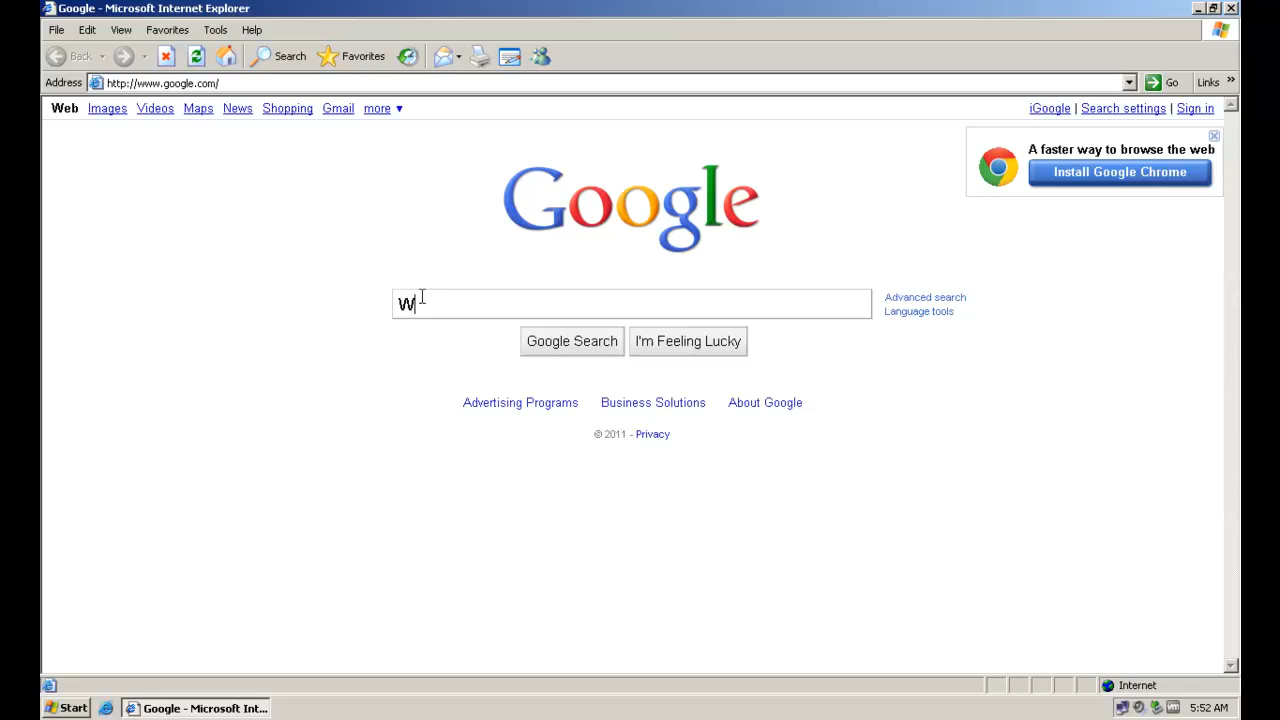 Google - Microsoft Internet Explorer
File Edit View Favorites Tools Help
Back Search Favorites
Address http://www.google.com/ Go Links »
Web Images Videos Maps News Shopping Gmail more ▼ iGoogle | Search settings | Sign in
A faster way to browse the web
Install Google Chrome
Google
W
Advanced search
Language tools
Google Search I'm Feeling Lucky
Advertising Programs Business Solutions About Google
© 2011 - Privacy
Internet
Start Google - Microsoft Int... 5:52 AM